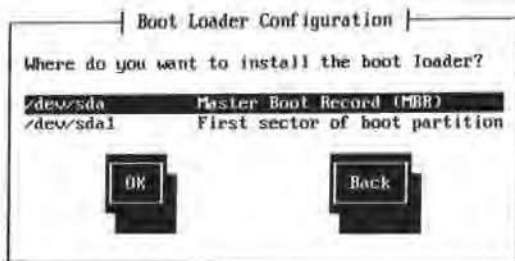 Boot Loader Configuration
Where do you want to install the boot loader?
/dev/sda Master Boot Record (MBR)
/dev/sda1 First sector of boot partition
OK Back